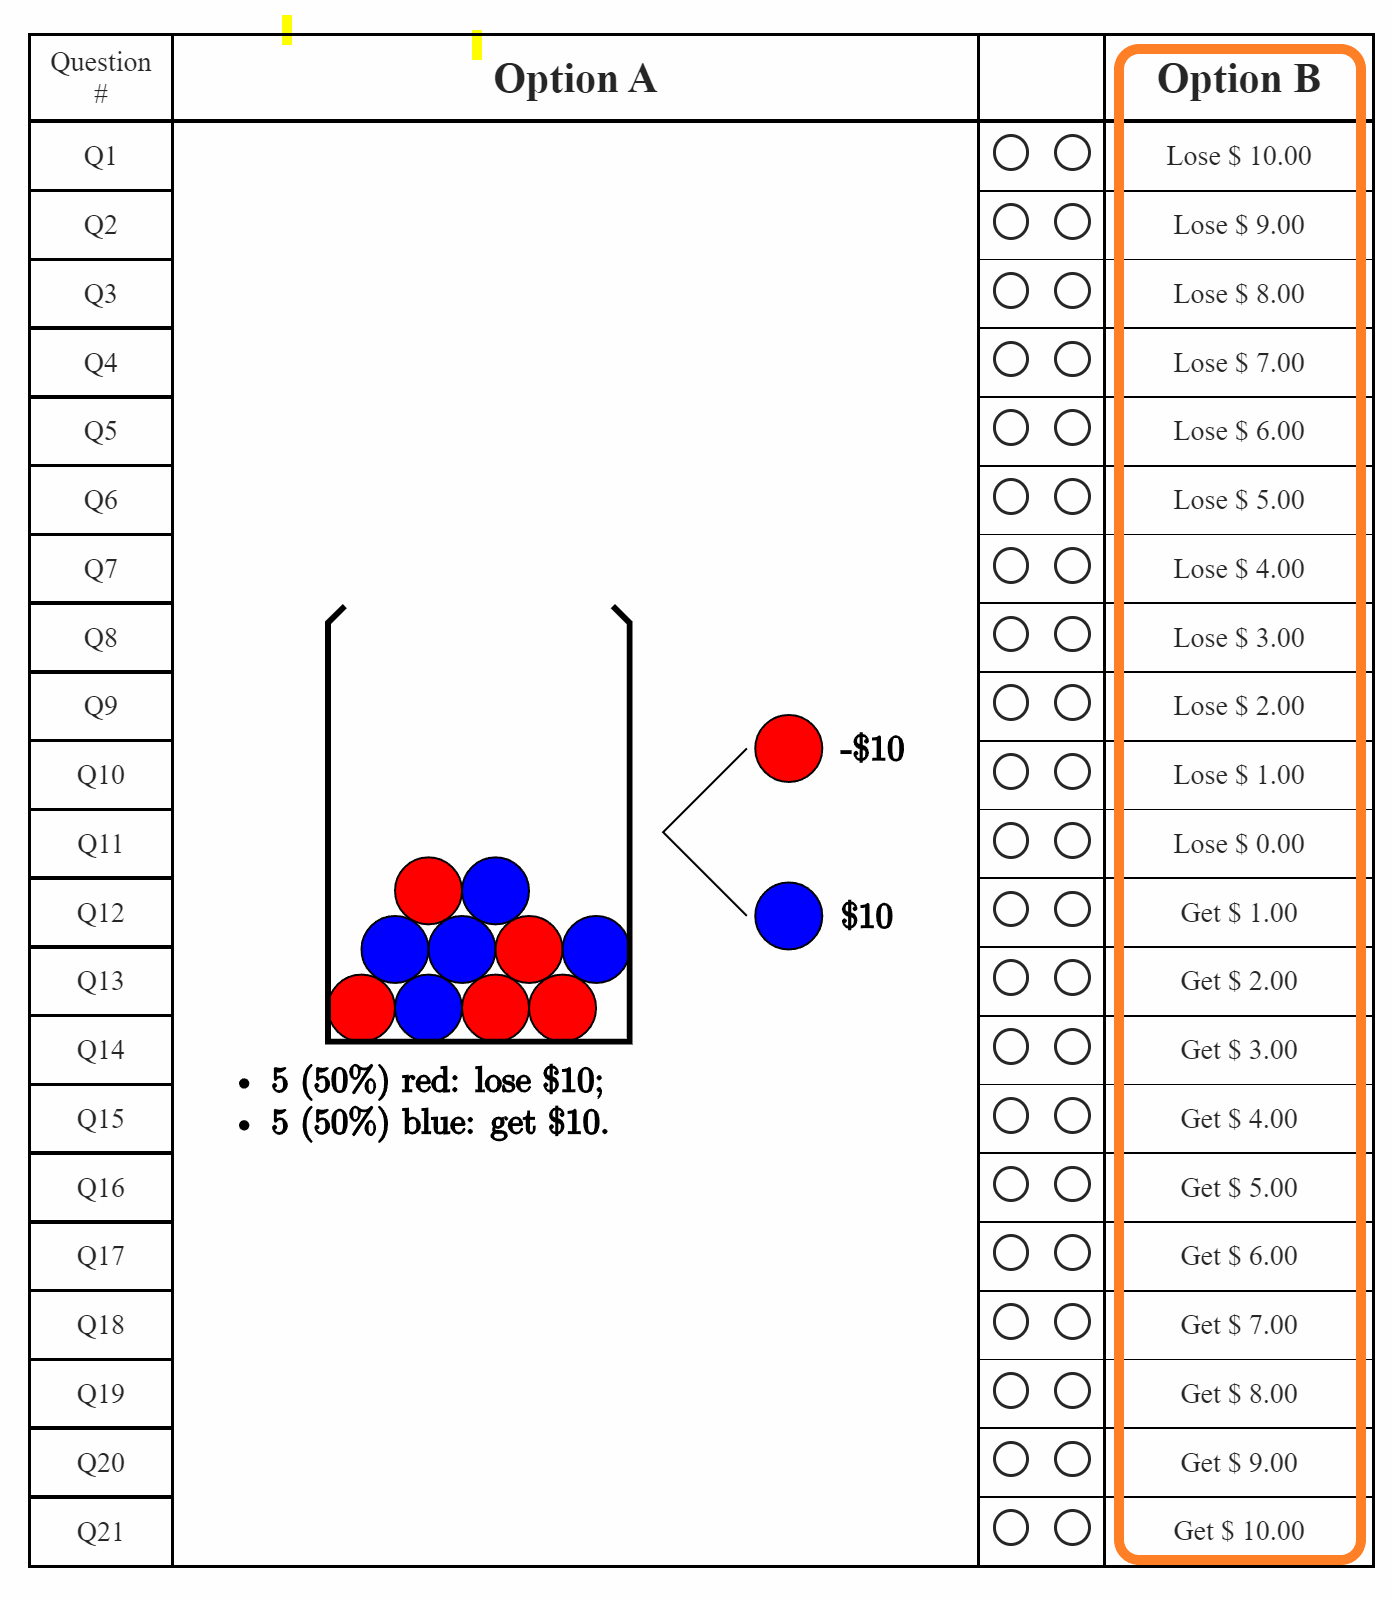 Question
#
Option A
Option B
Q1
Lose $ 10.00
Q2
Lose $ 9.00
Q3
Lose $ 8.00
Q4
Lose $ 7.00
Q5
Lose $ 6.00
Q6
Lose $ 5.00
Q7
Lose $ 4.00
Q8
Lose $ 3.00
Q9
Lose $ 2.00
-$10
Q10
Lose $ 1.00
Q11
Lose $ 0.00
Q12
$10
Get $ 1.00
Q13
Get $ 2.00
Q14
Get $ 3.00
• 5 (50%) red: lose $10;
• 5 (50%) blue: get $10.
Q15
Get $ 4.00
Q16
Get $ 5.00
Q17
Get $ 6.00
Q18
Get $ 7.00
Q19
Get $ 8.00
Q20
Get $ 9.00
Q21
Get $ 10.00